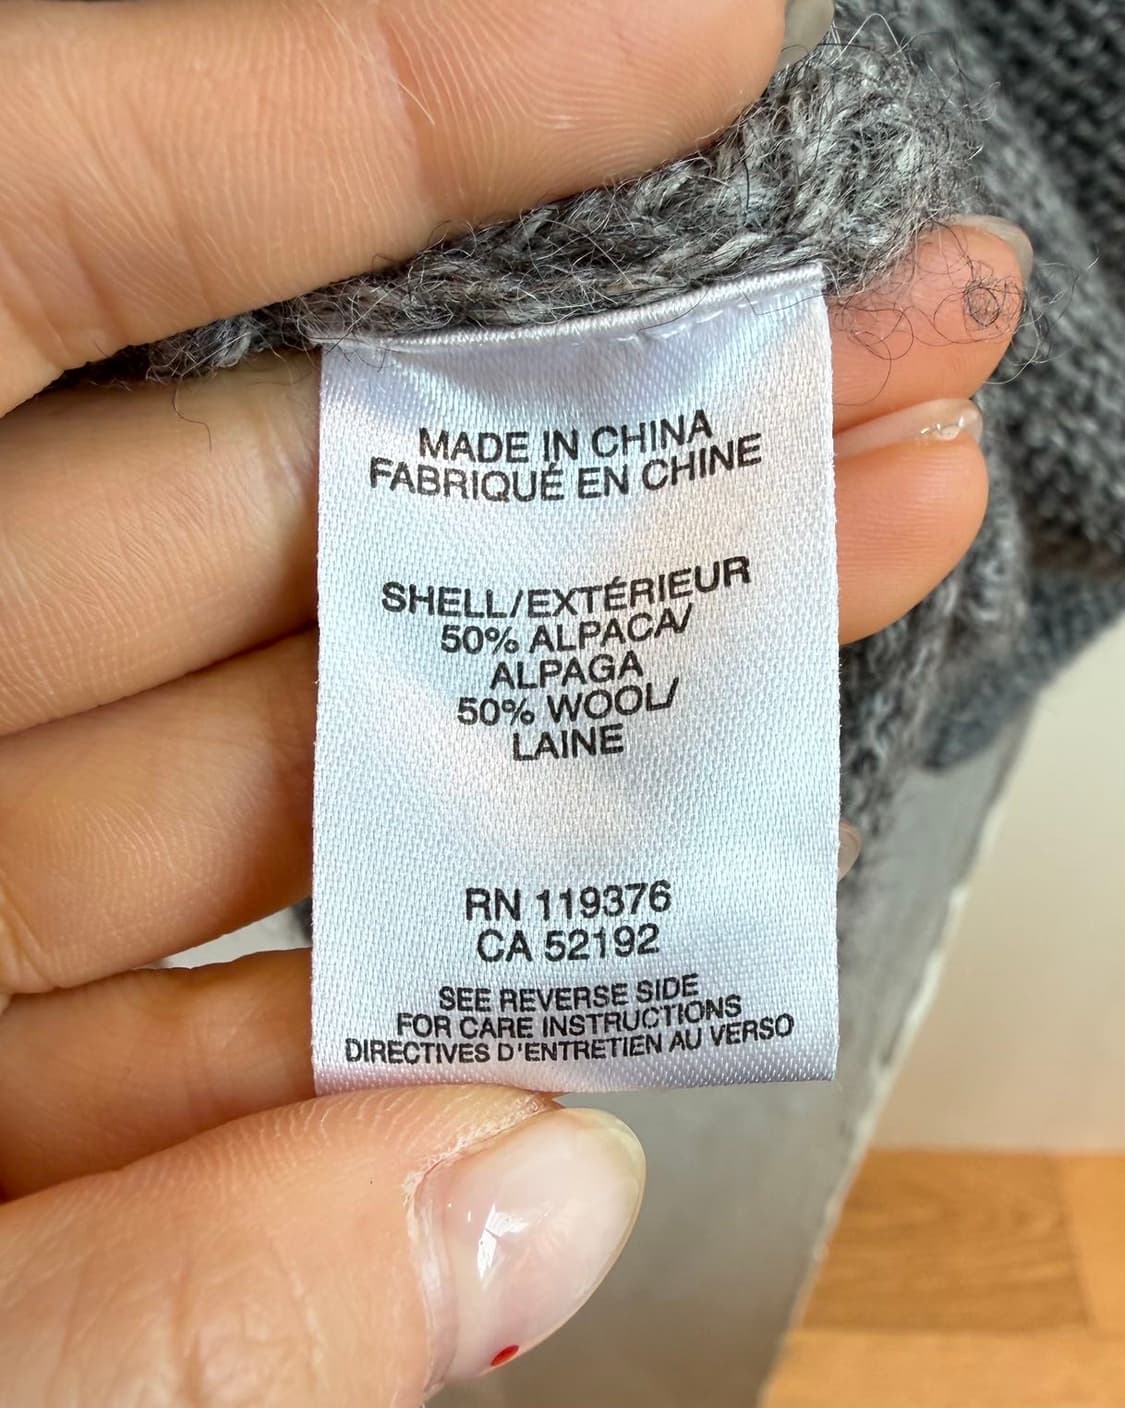 MADE IN CHINA
FABRIQUÉ EN CHINE
SHELL/EXTÉRIEUR
50% ALPACA/
ALPAGA
50% WOOL/
LAINE
RN 119376
CA 52192
SEE REVERSE SIDE
FOR CARE INSTRUCTIONS
DIRECTIVES D'ENTRETIEN AU VERSO